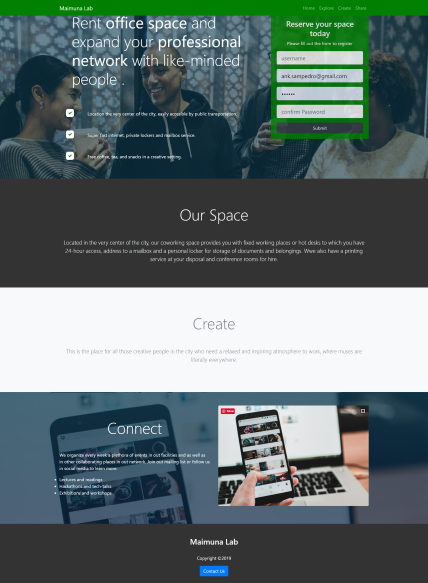 Maimuna Lab
Home Explore Create Share
Rent office space and
expand your professional
network with like-minded
people .
Location the very center of the city, easily accesible by public transporation.
Super fast internet, private lockers and mailbox service.
Free coffee, tea, and snacks in a creative setting.
Reserve your space
today
Please fill out the form to register
username
arik.sampedro@gmail.com
••••••
confirm Password
Submit
Our Space
Located in the very center of the city, our coworking space provides you with fixed working places or hot desks to which you have
24-hour access, address to a mailbox and a personal locker for storage of documents and belongings. Wwe also have a printing
service at your disposal and conference rooms for hire.
Create
This is the place for all those creative people is the city who need a relaxed and inspiring atmosphere to work, where muses are
literally everywhere.
Connect
We organize every week a plethora of events in out facilities and as well as
in other collaborating places in out network. Join out mailing list or follow us
in social media to learn more.
Lectures and readings
Hackathons and tech-talks
Exhibitions and workshops
Save
Maimuna Lab
Copyright ©2019
Contact Us